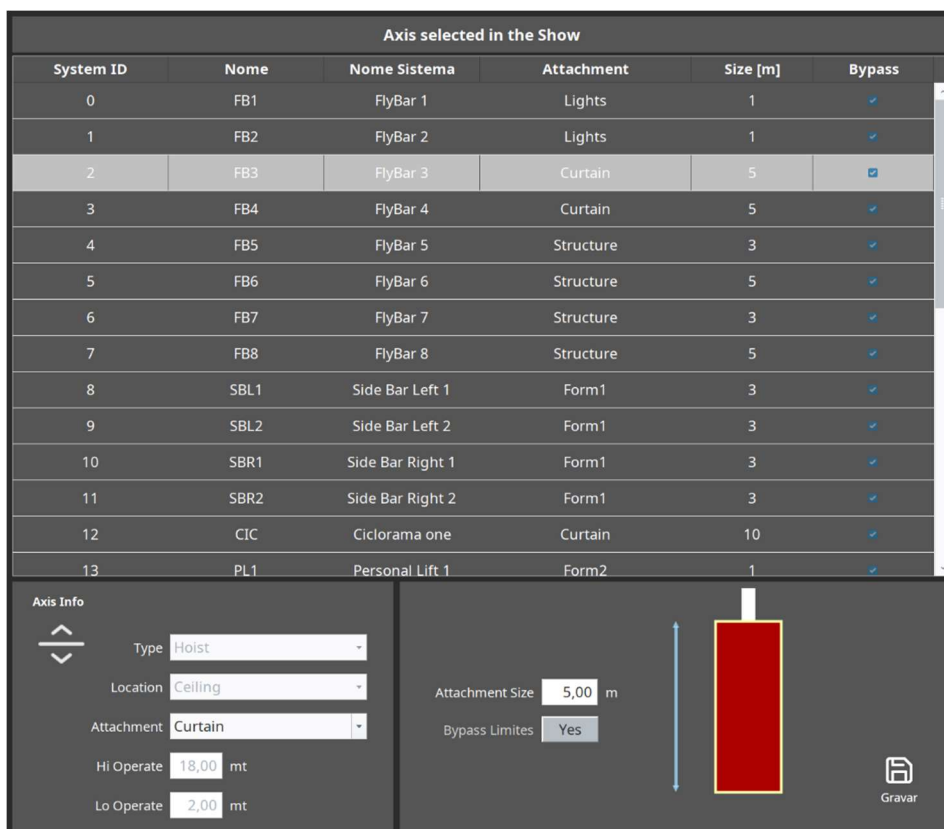 Axis selected in the Show
System ID Nome Nome Sistema Attachment Size [m] Bypass
0 FB1 FlyBar 1 Lights 1
1 FB2 FlyBar 2 Lights 1
2 FB3 FlyBar 3 Curtain 5
3 FB4 FlyBar 4 Curtain 5
4 FB5 FlyBar 5 Structure 3
5 FB6 FlyBar 6 Structure 5
6 FB7 FlyBar 7 Structure 3
7 FB8 FlyBar 8 Structure 5
8 SBL1 Side Bar Left 1 Form1 3
9 SBL2 Side Bar Left 2 Form1 3
10 SBR1 Side Bar Right 1 Form1 3
11 SBR2 Side Bar Right 2 Form1 3
12 CIC Ciclorama one Curtain 10
13 PL1 Personal Lift 1 Form2 1
Axis Info
Type Hoist
Location Ceiling
Attachment Curtain
Hi Operate 18,00 mt
Lo Operate 2,00 mt
Attachment Size 5,00 m
Bypass Limites Yes
Gravar